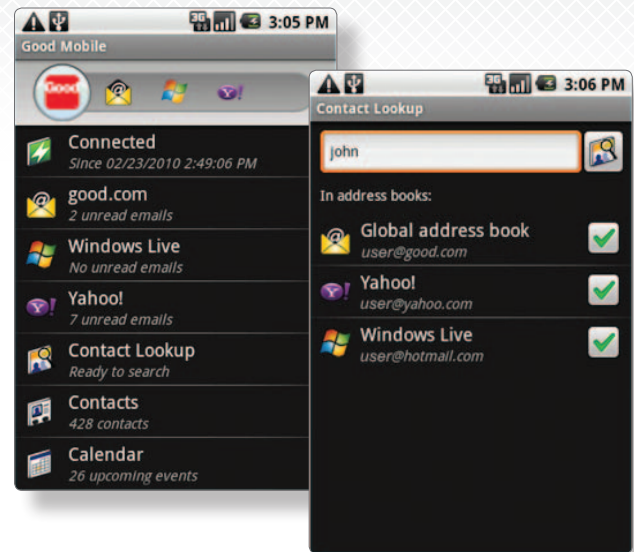 3G 3:05 PM
Good Mobile
Good
Y!
Connected
Since 02/23/2010 2:49:06 PM
good.com
2 unread emails
Windows Live
No unread emails
Y! Yahoo!
7 unread emails
Contact Lookup
Ready to search
Contacts
428 contacts
Calendar
26 upcoming events
3G 3:06 PM
Contact Lookup
john
In address books:
Global address book
user@good.com
Y! Yahoo!
user@yahoo.com
Windows Live
user@hotmail.com